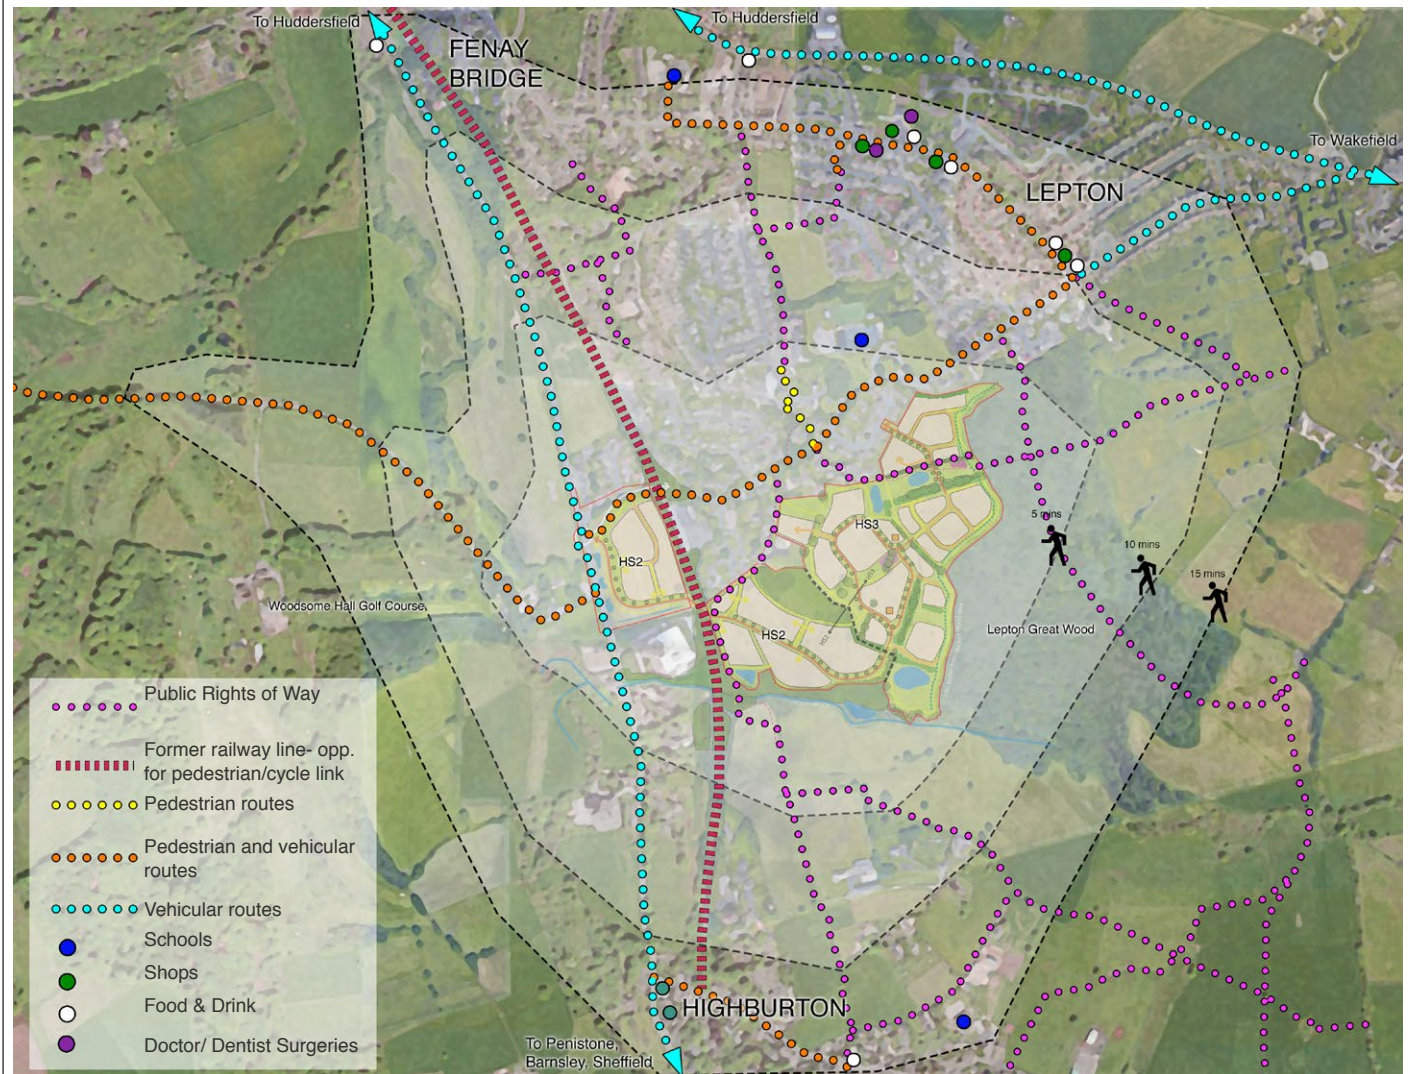 To Huddersfield
To Huddersfield
FENAY
BRIDGE
To Wakefield
LEPTON
5 mins
HS3
10 mins
HS2
15 mins
Woodsome Hall Golf Course
Lepton Great Wood
HS2
Public Rights of Way
Former railway line- opp.
for pedestrian/cycle link
Pedestrian routes
Pedestrian and vehicular
routes
Vehicular routes
Schools
Shops
Food & Drink
Doctor/ Dentist Surgeries
HIGHBURTON
To Penistone,
Barnsley, Sheffield